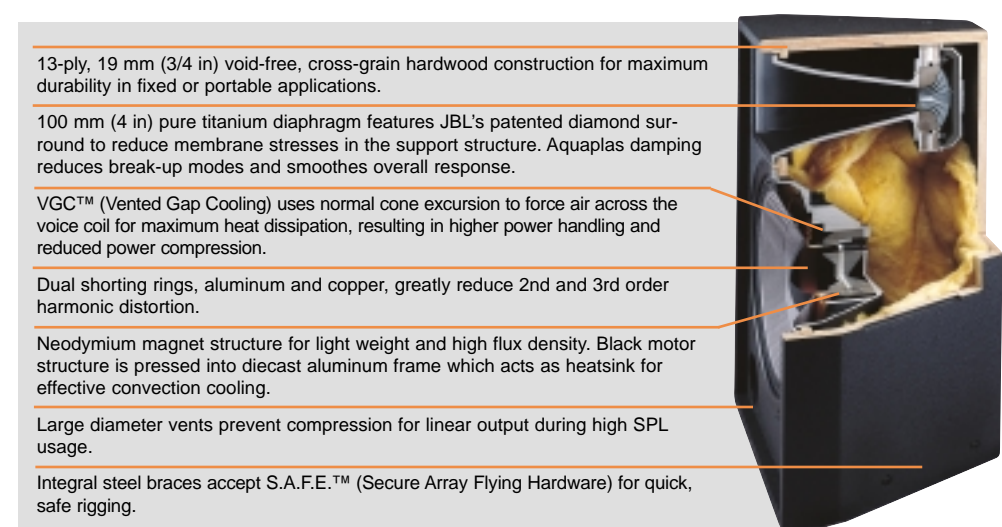 13-ply, 19 mm (3/4 in) void-free, cross-grain hardwood construction for maximum
durability in fixed or portable applications.
100 mm (4 in) pure titanium diaphragm features JBL's patented diamond sur-
round to reduce membrane stresses in the support structure. Aquaplas damping
reduces break-up modes and smoothes overall response.
VGC™ (Vented Gap Cooling) uses normal cone excursion to force air across the
voice coil for maximum heat dissipation, resulting in higher power handling and
reduced power compression.
Dual shorting rings, aluminum and copper, greatly reduce 2nd and 3rd order
harmonic distortion.
Neodymium magnet structure for light weight and high flux density. Black motor
structure is pressed into diecast aluminum frame which acts as heatsink for
effective convection cooling.
Large diameter vents prevent compression for linear output during high SPL
usage.
Integral steel braces accept S.A.F.E.™ (Secure Array Flying Hardware) for quick,
safe rigging.